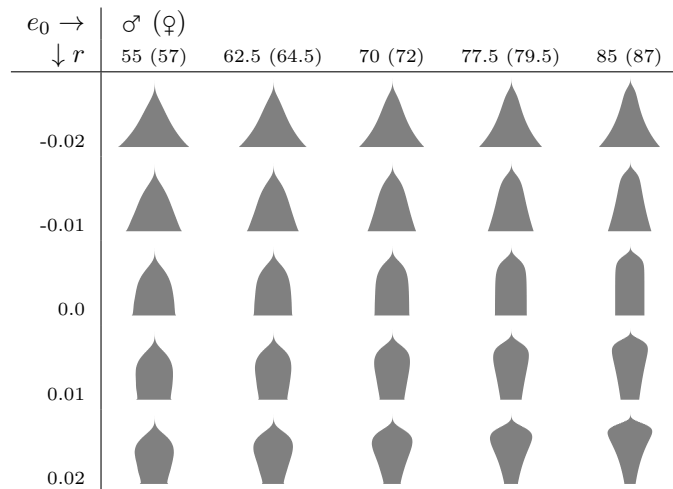 e₀ → ♂ (♀)
↓ r 55 (57) 62.5 (64.5) 70 (72) 77.5 (79.5) 85 (87)
-0.02
-0.01
0.0
0.01
0.02